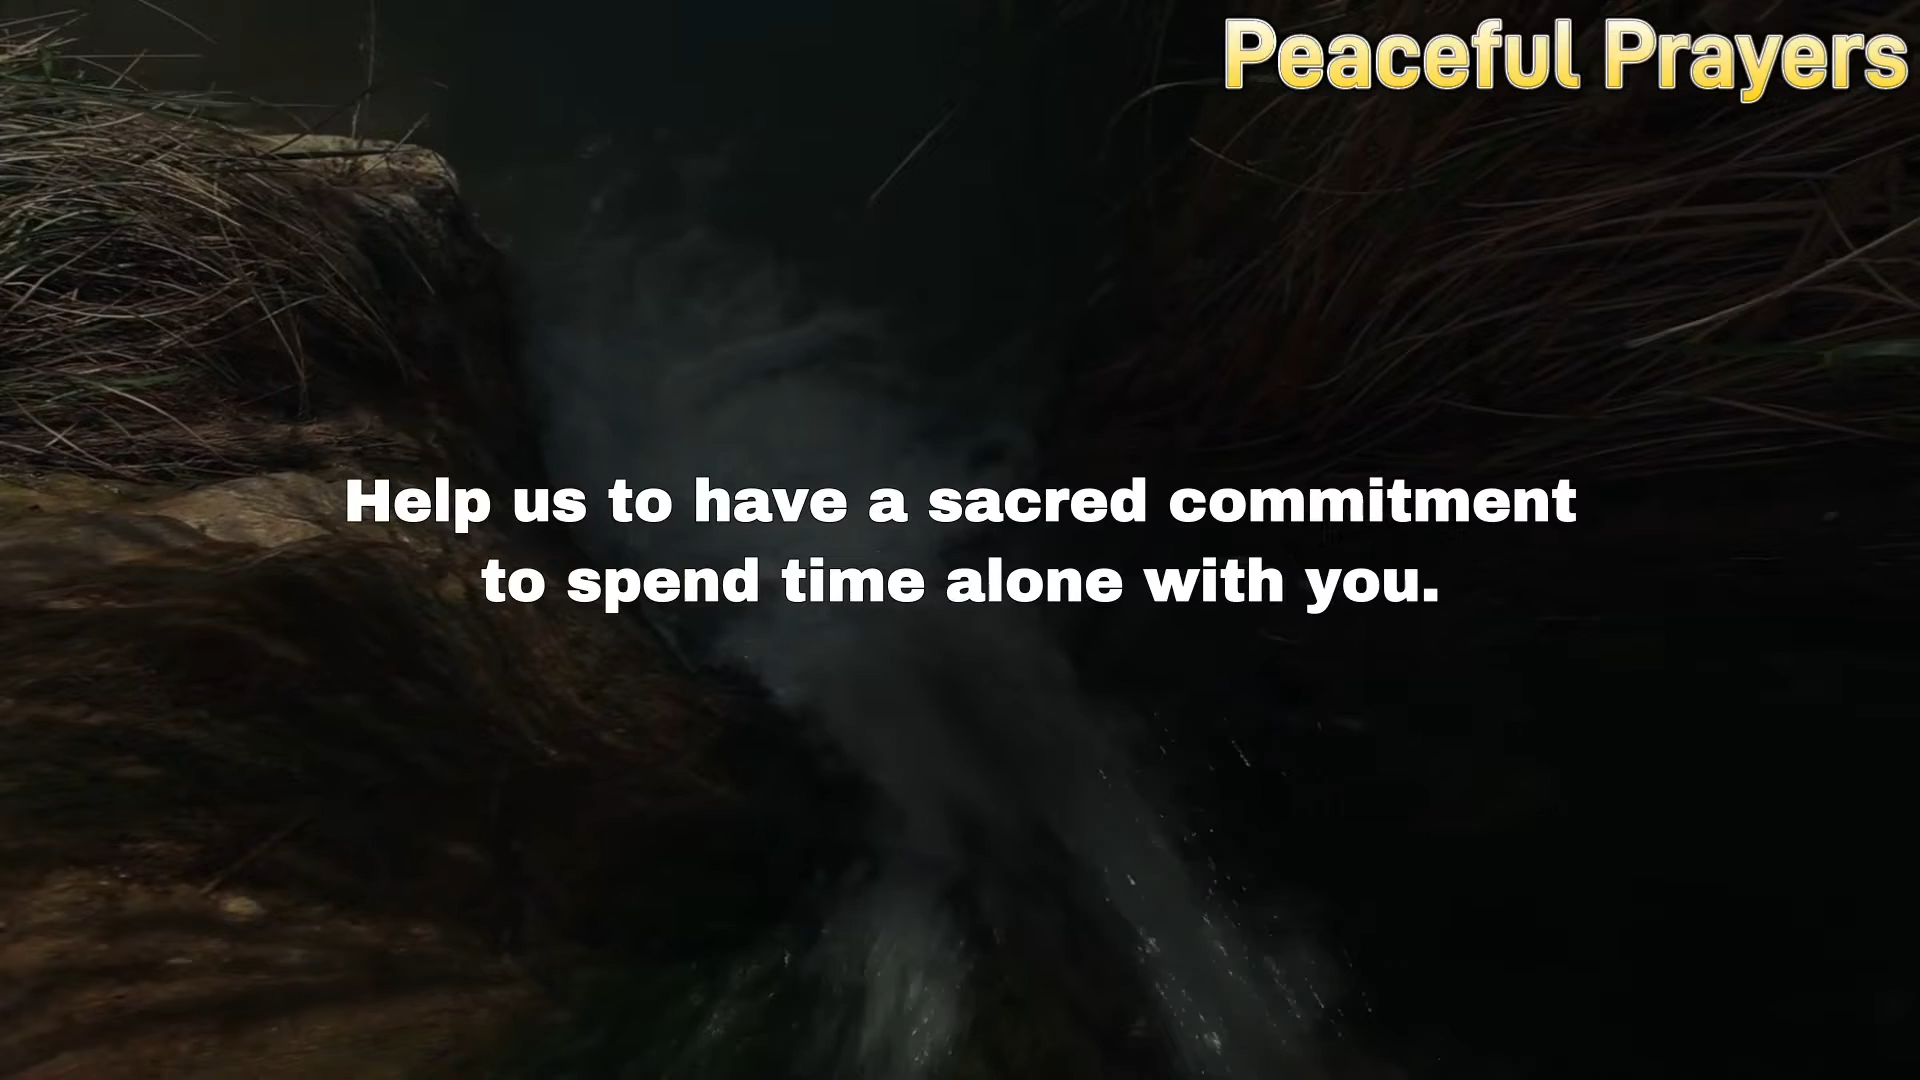 Peaceful Prayers
Help us to have a sacred commitment
to spend time alone with you.